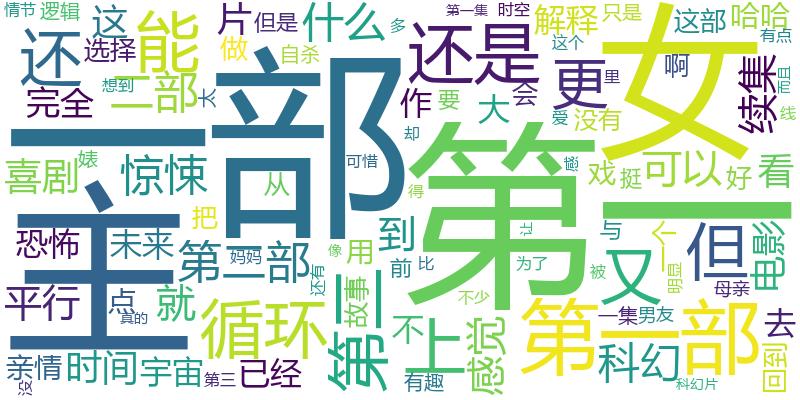 情节 逻辑 这 片 但是 什么 多 第一集 时空 解释 只是 这部 哈哈
还 选择 能 做 自杀 还是 这个 女 有点
完全 二部 想到 太 一部 作 要 大 会 更 里 啊 续集 而且
喜剧 婊 惊悚 可惜 却 爱 没有 线
从 第一 感 戏 挺 可以 好 看
恐怖 主 未来 把 得
第二部 妈妈 像 用 到 前 比 让 与 又 一个 但 电影
平行 点 真的 就 还有 故事 第二 不 为了 被 明显 母亲
循环 上 不少 第一部 一集 男友 去
亲情 时间 宇宙 感觉 科幻 回到
没 第三 已经 有趣 科幻片